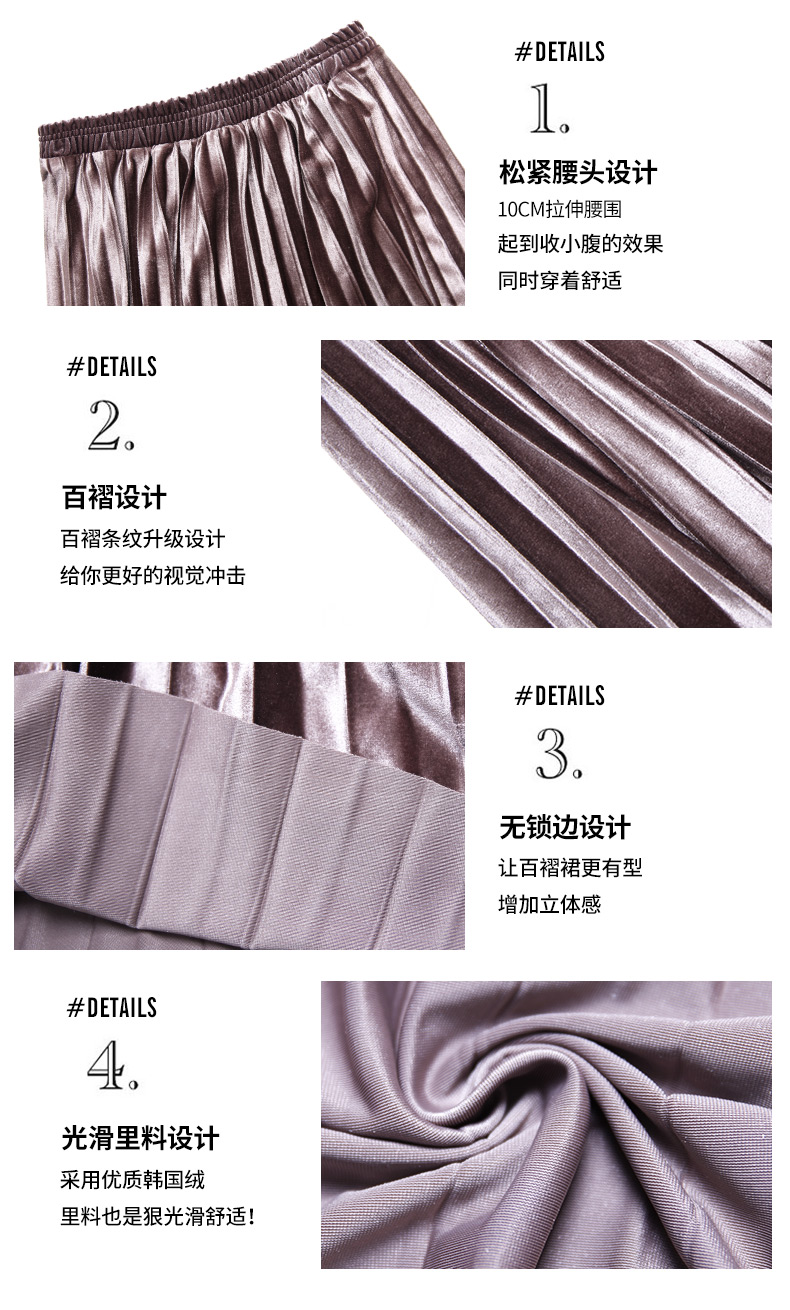 #DETAILS
1.
松紧腰头设计
10CM拉伸腰围
起到收小腹的效果
同时穿着舒适
#DETAILS
2.
百褶设计
百褶条纹升级设计
给你更好的视觉冲击
#DETAILS
3.
无锁边设计
让百褶裙更有型
增加立体感
#DETAILS
4.
光滑里料设计
采用优质韩国绒
里料也是狠光滑舒适！